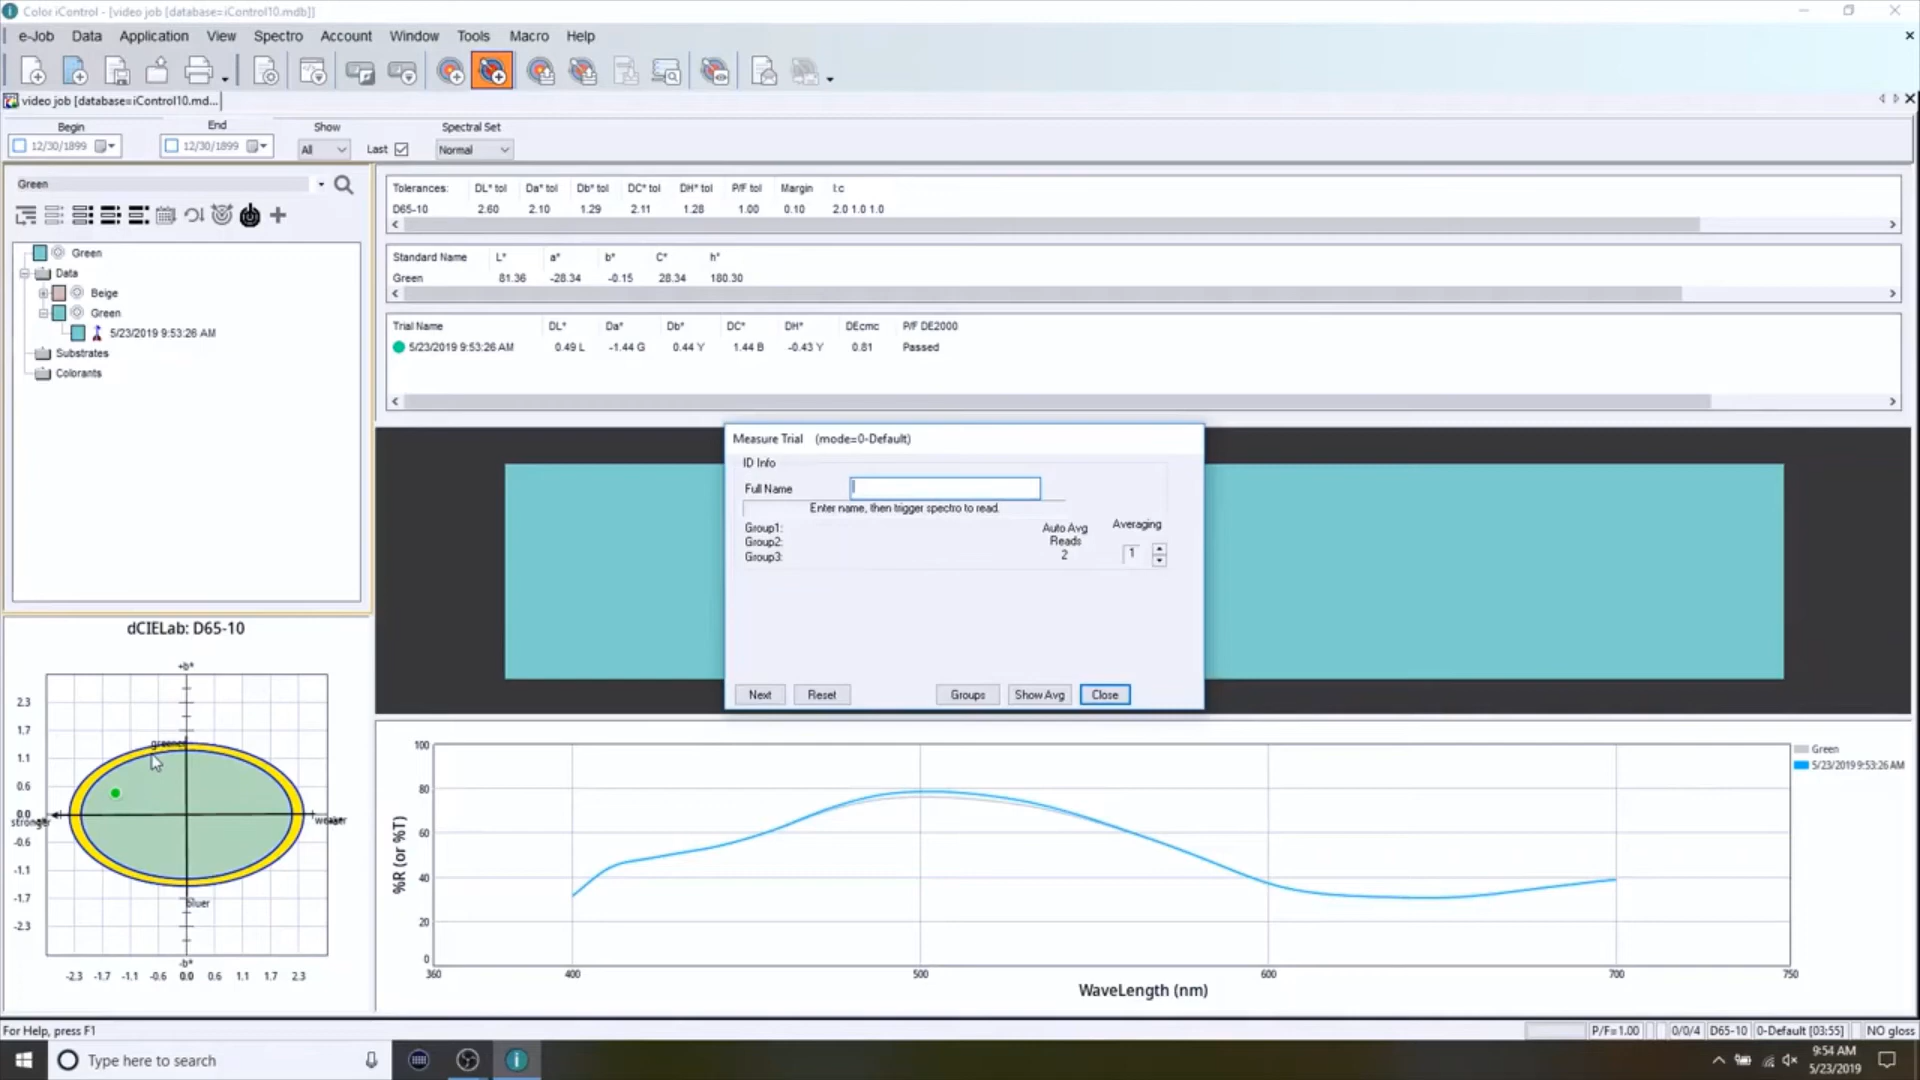 Color iControl - [video job [database=iControl10.mdb]]
e-Job Data Application View Spectro Account Window Tools Macro Help
video job [database=iControl10.md...
Begin End Show Spectral Set
12/30/1899 12/30/1899 All Last Normal
Green
Green
Data
Beige
Green
5/23/2019 9:53:26 AM
Substrates
Colorants
Tolerances: DL* tol Da* tol Db* tol DC* tol DH* tol P/F tol Margin l:c
D65-10 2.60 2.10 1.29 2.11 1.28 1.00 0.10 2.0 1.0 1.0
Standard Name L* a* b* C* h*
Green 81.36 -28.34 -0.15 28.34 180.30
Trial Name DL* Da* Db* DC* DH* DEcmc P/F DE2000
5/23/2019 9:53:26 AM 0.49 L -1.44 G 0.44 Y 1.44 B -0.43 Y 0.81 Passed
Measure Trial (mode=0-Default)
ID Info
Full Name
Enter name, then trigger spectro to read.
Group1:
Group2:
Group3:
Auto Avg
Reads
2
Averaging
1
Next Reset Groups Show Avg Close
dCIELab: D65-10
+b*
2.3
1.7
1.1
0.6
0.0
-0.6
-1.1
-1.7
-2.3
greener
stronger
weaker
bluer
-b*
-2.3 -1.7 -1.1 -0.6 0.0 0.6 1.1 1.7 2.3
%R (or %T)
100
80
60
40
20
0
360 400 500 600 700 750
WaveLength (nm)
Green
5/23/2019 9:53:26 AM
For Help, press F1
P/F=1.00 0/0/4 D65-10 0-Default [03:55] NO gloss
Type here to search
9:54 AM
5/23/2019